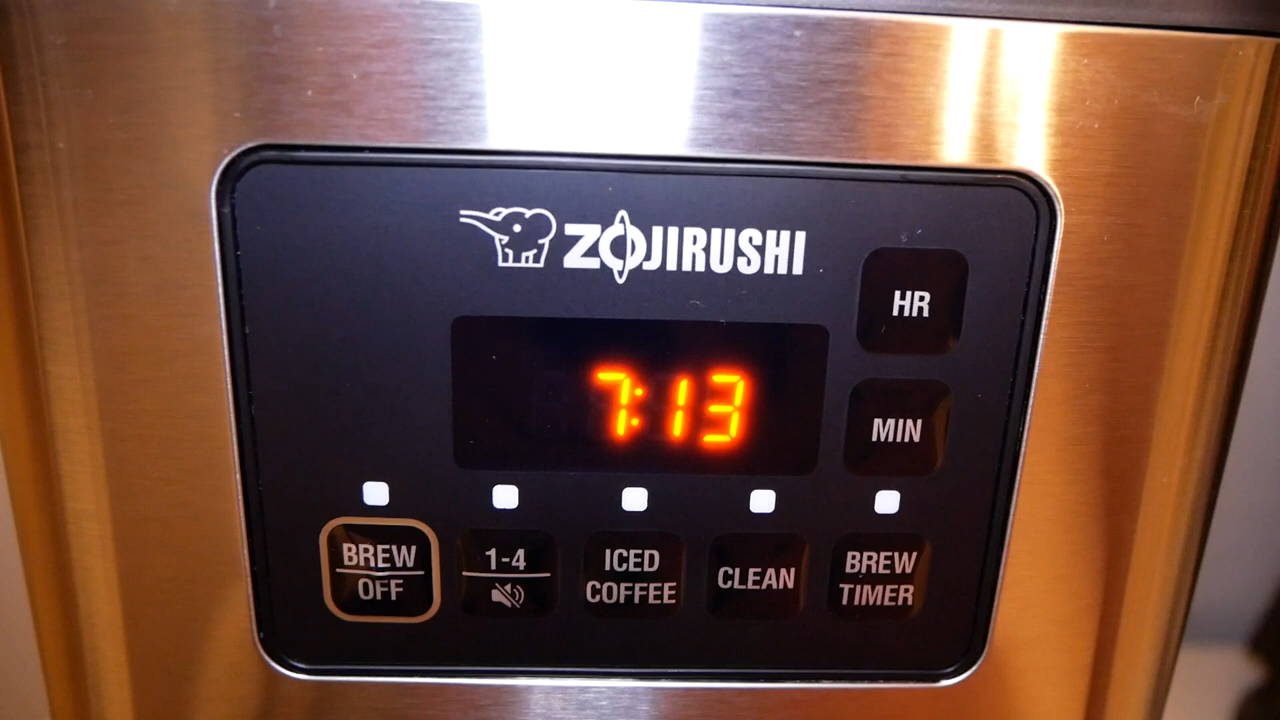 ZOJIRUSHI
HR
7:13
MIN
BREW
OFF
1-4
ICED
COFFEE
CLEAN
BREW
TIMER